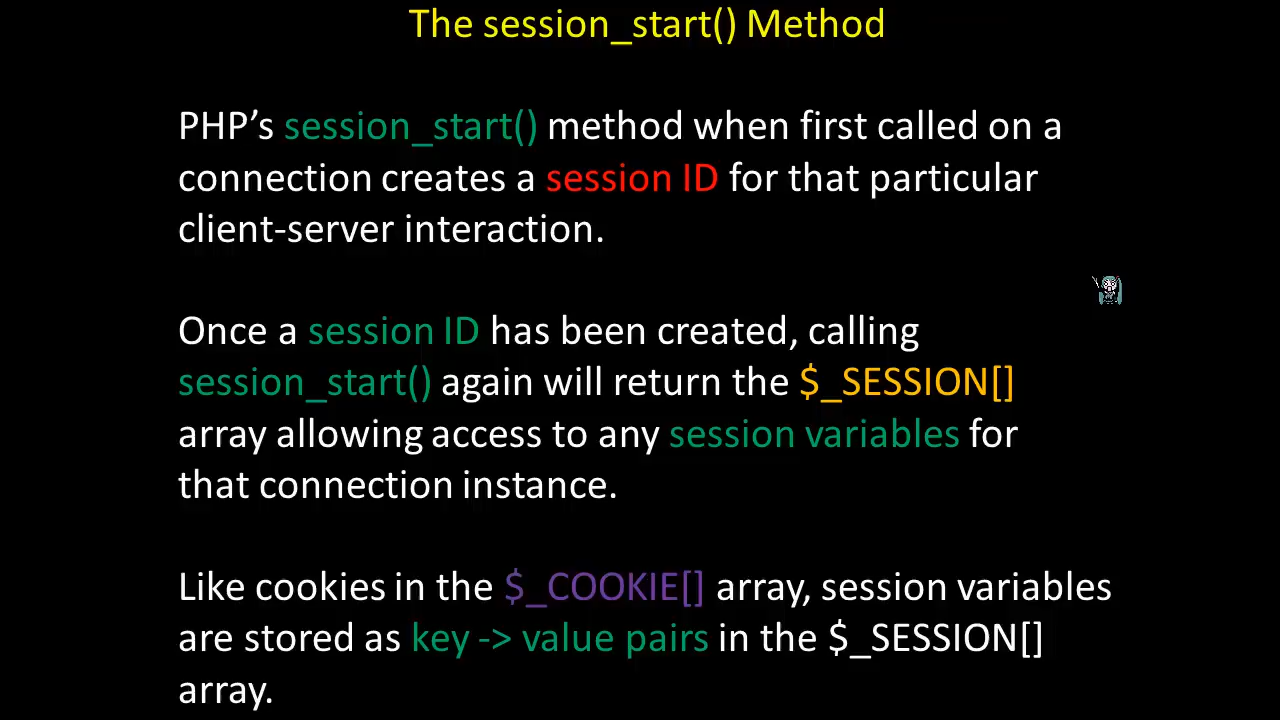 The session_start() Method
PHP’s session_start() method when first called on a
connection creates a session ID for that particular
client-server interaction.
Once a session ID has been created, calling
session_start() again will return the $_SESSION[]
array allowing access to any session variables for
that connection instance.
Like cookies in the $_COOKIE[] array, session variables
are stored as key -> value pairs in the $_SESSION[]
array.